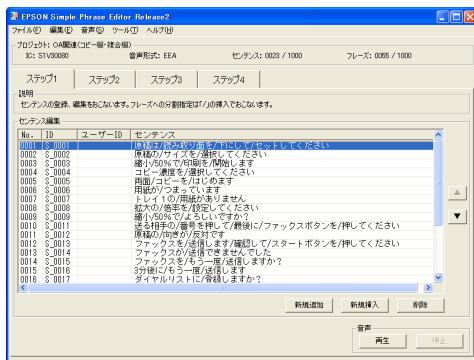 EPSON Simple Phrase Editor Release2
ファイル(F) 編集(E) 音声(S) ツール(T) ヘルプ(H)
プロジェクト: OA関連(コピー機・複合機)
IC: S1V30080 音声形式: EEA センテンス: 0023 / 1000 フレーズ: 0055 / 1000
ステップ1 ステップ2 ステップ3 ステップ4
説明
センテンスの登録、編集をおこないます。フレーズへの分割指定は「/」の挿入でおこないます。
センテンス編集
No. ID ユーザーID センテンス
0001 S_0001 原稿は/読み取り面を/下にして/セットしてください
0002 S_0002 原稿の/サイズを/選択してください
0003 S_0003 縮小/50%で/印刷を/開始します
0004 S_0004 コピー濃度を/選択してください
0005 S_0005 両面/コピーを/はじめます
0006 S_0006 用紙が/つまっています
0007 S_0007 トレイ1の/用紙がありません
0008 S_0008 拡大の/倍率を/設定してください
0009 S_0009 縮小/50%で/よろしいですか?
0010 S_0011 送る相手の/番号を押して/最後に/ファックスボタンを/押してください
0011 S_0012 原稿の/向きが/反対です
0012 S_0013 ファックスを/送信します/確認して/スタートボタンを/押してください
0013 S_0014 ファックスが/送信できませんでした
0014 S_0015 ファックスを/もう一度/送信しますか?
0015 S_0016 3分後に/もう一度/送信します
0016 S_0017 ダイヤルリストに/登録しますか?
新規追加 新規挿入 削除
音声
再生 停止